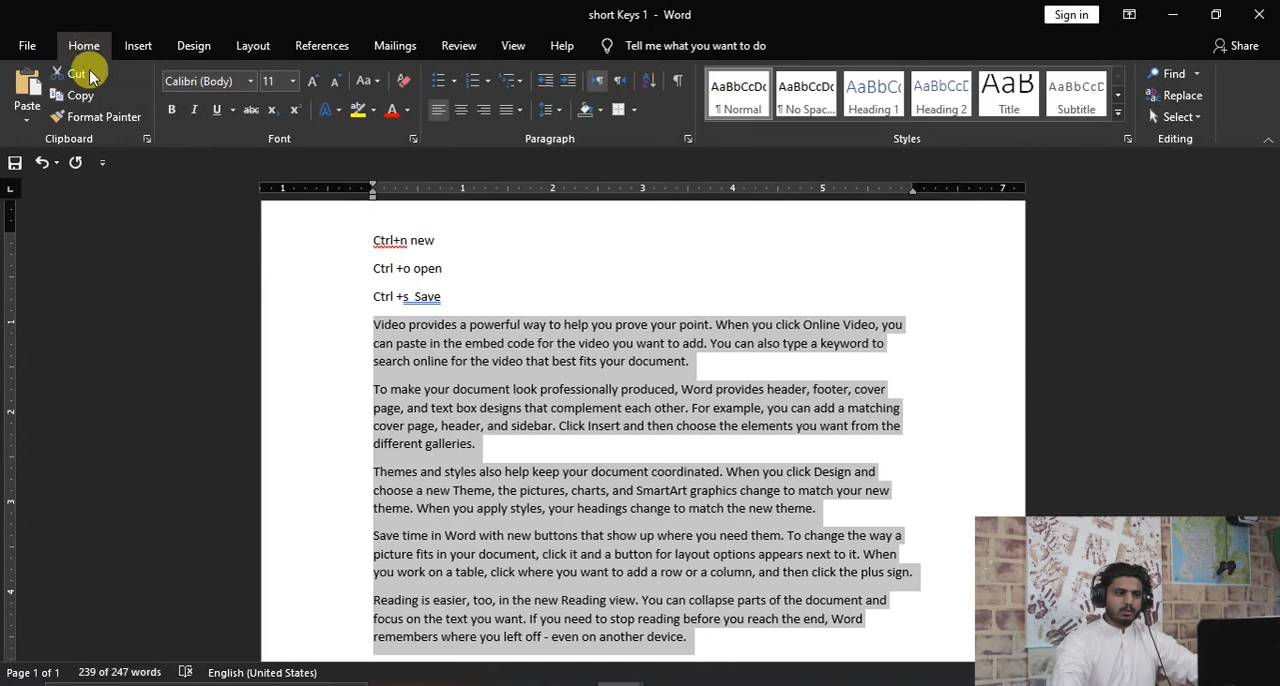 short Keys 1 - Word
Sign in
File
Home
Insert
Design
Layout
References
Mailings
Review
View
Help
Tell me what you want to do
Share
Paste
Cut
Copy
Format Painter
Clipboard
Calibri (Body)
11
Font
Paragraph
AaBbCcDc
¶ Normal
AaBbCcDc
¶ No Spac...
AaBbCc
Heading 1
AaBbCcD
Heading 2
AaB
Title
AaBbCcD
Subtitle
Styles
Find
Replace
Select
Editing
1 1 2 3 4 5 7
Ctrl+n new
Ctrl +o open
Ctrl +s Save
Video provides a powerful way to help you prove your point. When you click Online Video, you
can paste in the embed code for the video you want to add. You can also type a keyword to
search online for the video that best fits your document.
To make your document look professionally produced, Word provides header, footer, cover
page, and text box designs that complement each other. For example, you can add a matching
cover page, header, and sidebar. Click Insert and then choose the elements you want from the
different galleries.
Themes and styles also help keep your document coordinated. When you click Design and
choose a new Theme, the pictures, charts, and SmartArt graphics change to match your new
theme. When you apply styles, your headings change to match the new theme.
Save time in Word with new buttons that show up where you need them. To change the way a
picture fits in your document, click it and a button for layout options appears next to it. When
you work on a table, click where you want to add a row or a column, and then click the plus sign.
Reading is easier, too, in the new Reading view. You can collapse parts of the document and
focus on the text you want. If you need to stop reading before you reach the end, Word
remembers where you left off - even on another device.
Page 1 of 1
239 of 247 words
English (United States)